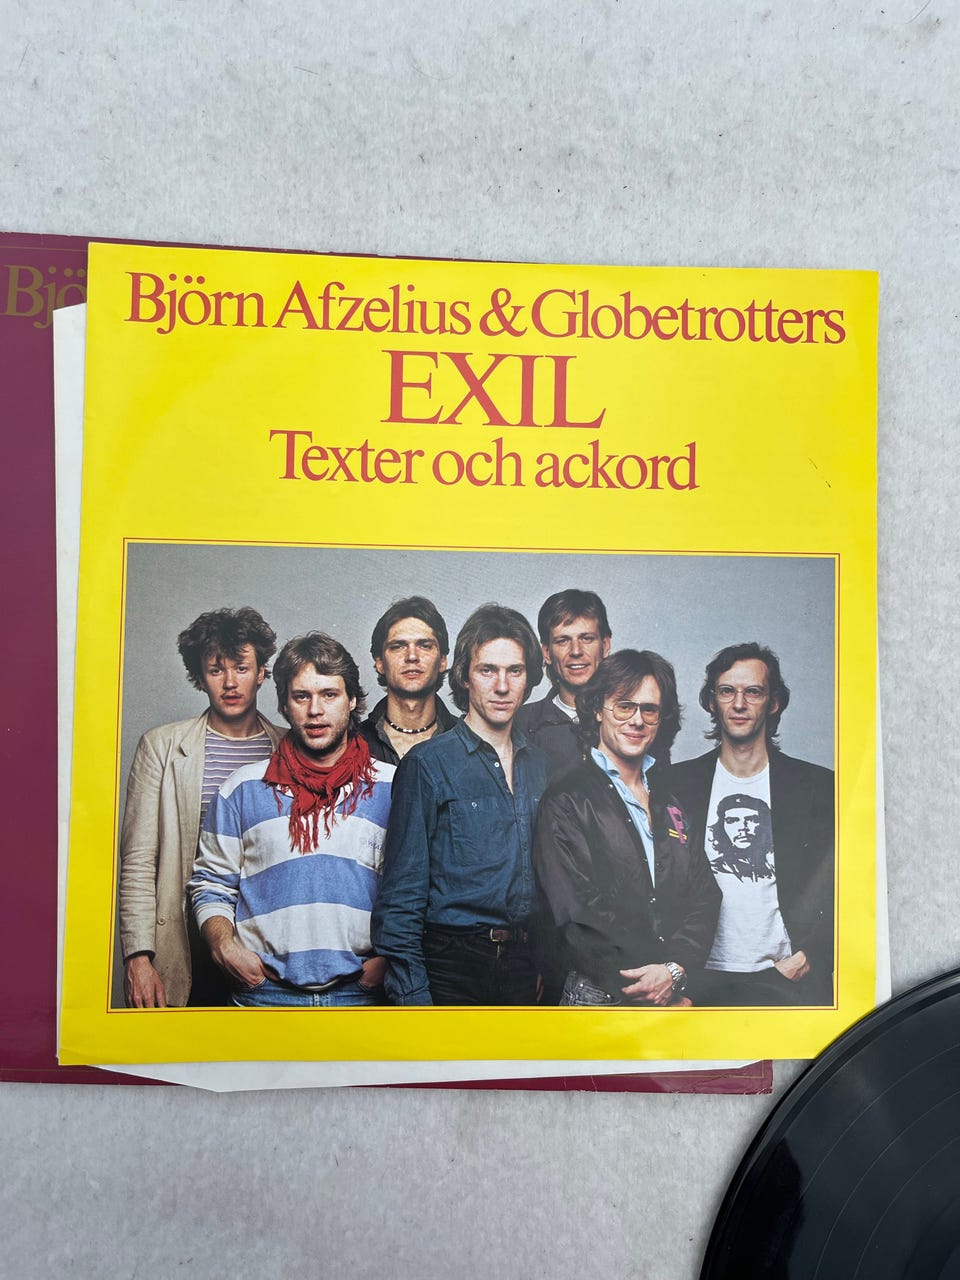 Björn Afzelius & Globetrotters
EXIL
Texter och ackord
Bjö